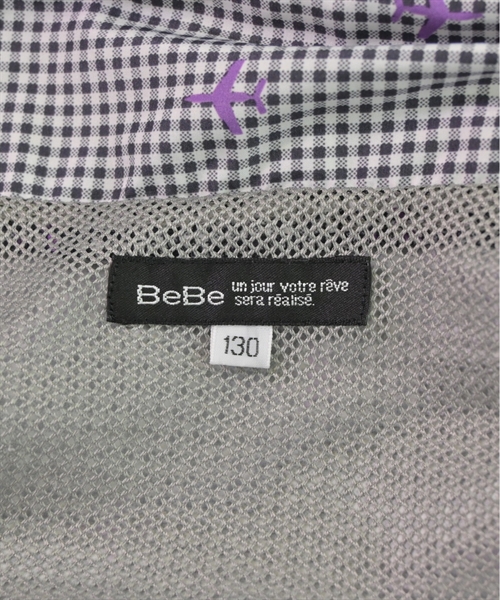 BeBe un jour votre rêve
sera réalisé.
130